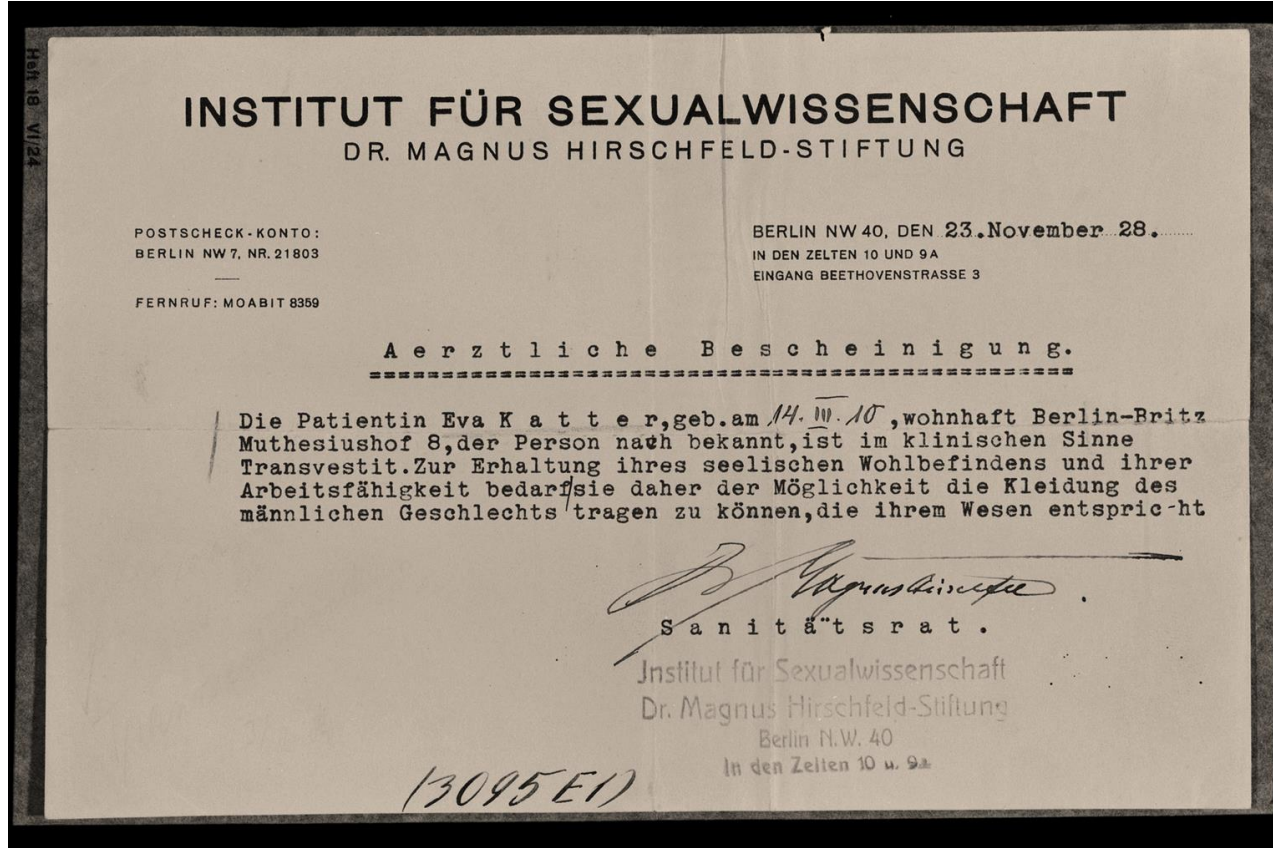 Heft 18 VI/24
INSTITUT FÜR SEXUALWISSENSCHAFT
DR. MAGNUS HIRSCHFELD-STIFTUNG
POSTSCHECK-KONTO:
BERLIN NW 7, NR. 21803
FERNRUF: MOABIT 8359
BERLIN NW 40, DEN 23.November 28.
IN DEN ZELTEN 10 UND 9A
EINGANG BEETHOVENSTRASSE 3
Aerztliche Bescheinigung.
Die Patientin Eva Katter,geb.am 14. III. 10 ,wohnhaft Berlin-Britz
Muthesiushof 8,der Person nach bekannt,ist im klinischen Sinne
Transvestit.Zur Erhaltung ihres seelischen Wohlbefindens und ihrer
Arbeitsfähigkeit bedarf/sie daher der Möglichkeit die Kleidung des
männlichen Geschlechts tragen zu können,die ihrem Wesen entspric-ht
Dr Magnus Hirschfeld.
Sanitätsrat.
Institut für Sexualwissenschaft
Dr. Magnus Hirschfeld-Stiftung
Berlin N.W. 40
In den Zelten 10 u. 9a
(3095 E1)